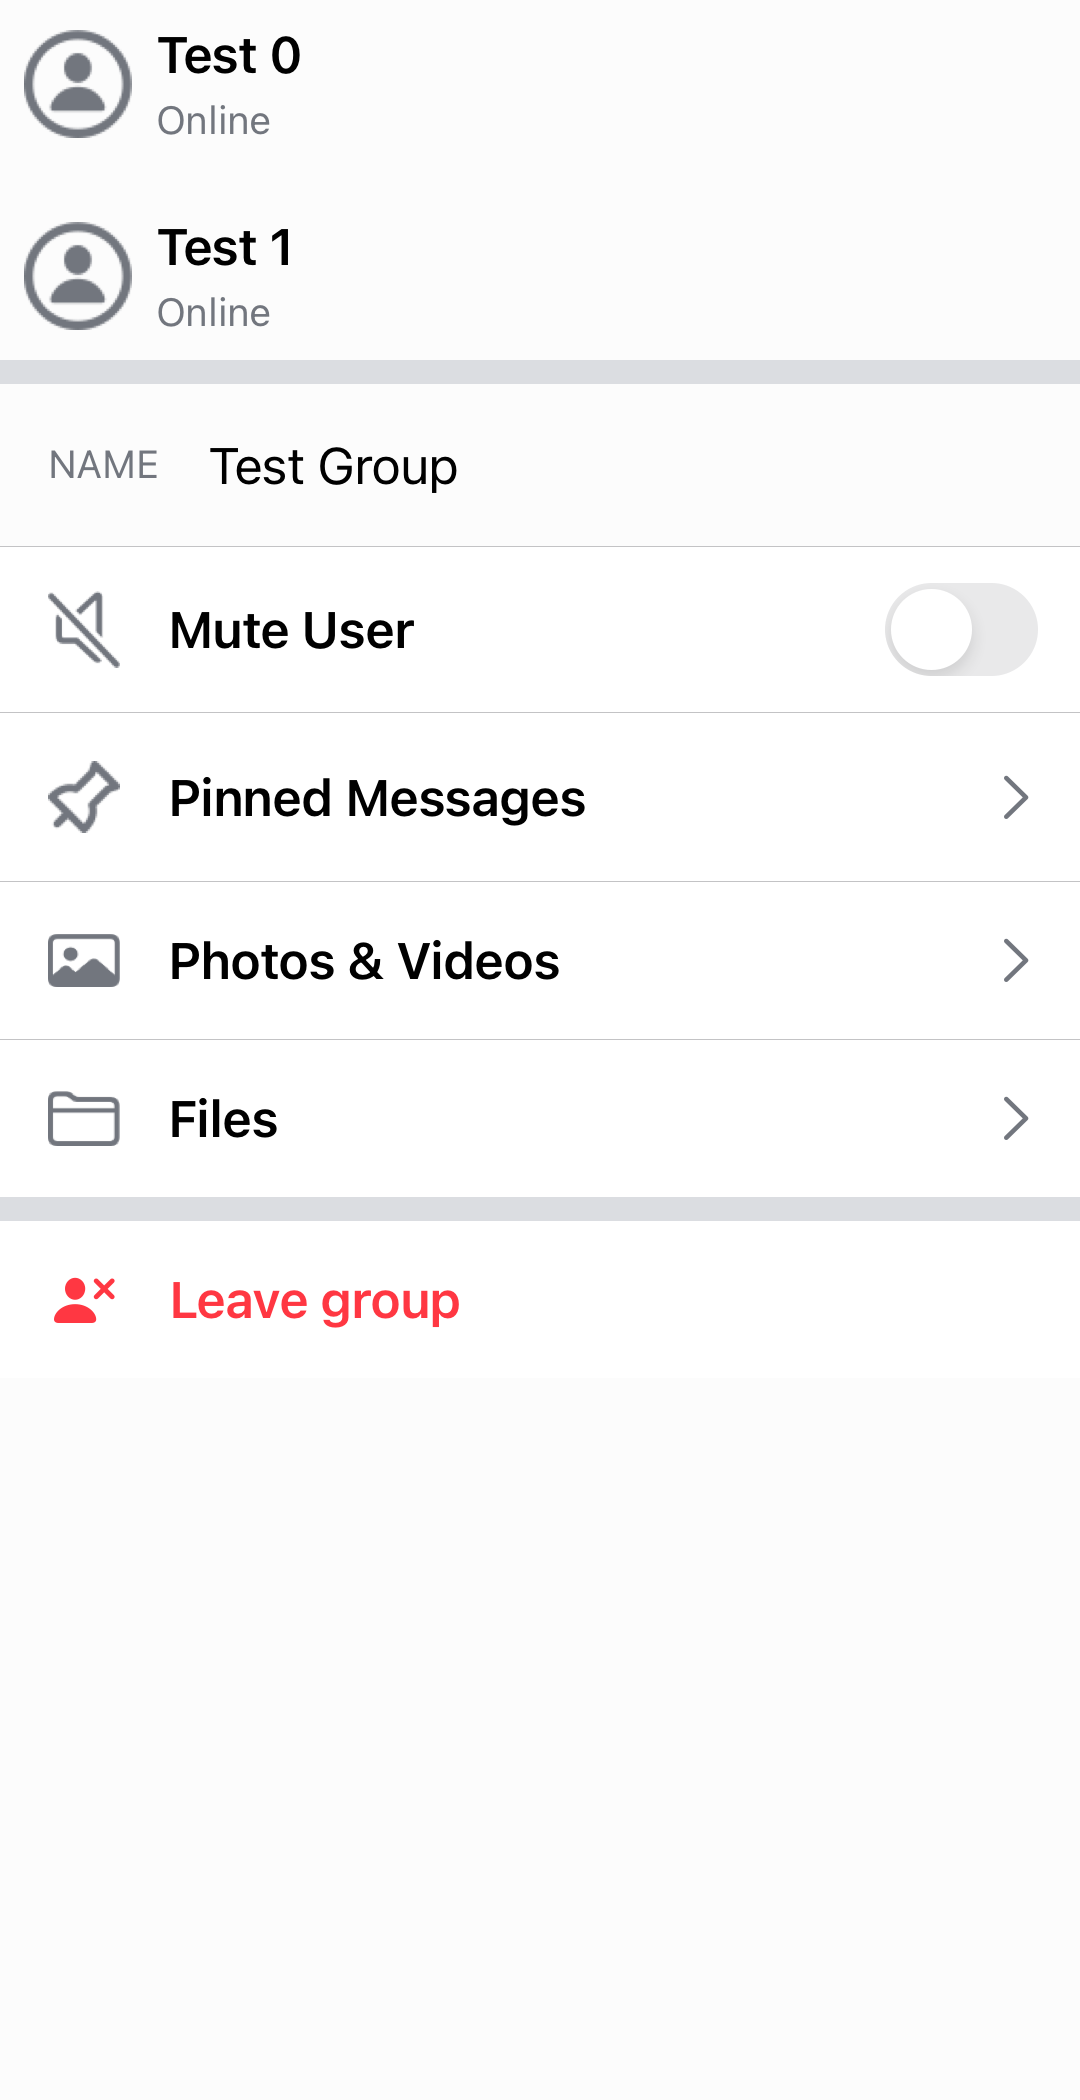 Test 0
Online
Test 1
Online
NAME Test Group
Mute User
Pinned Messages
Photos & Videos
Files
Leave group